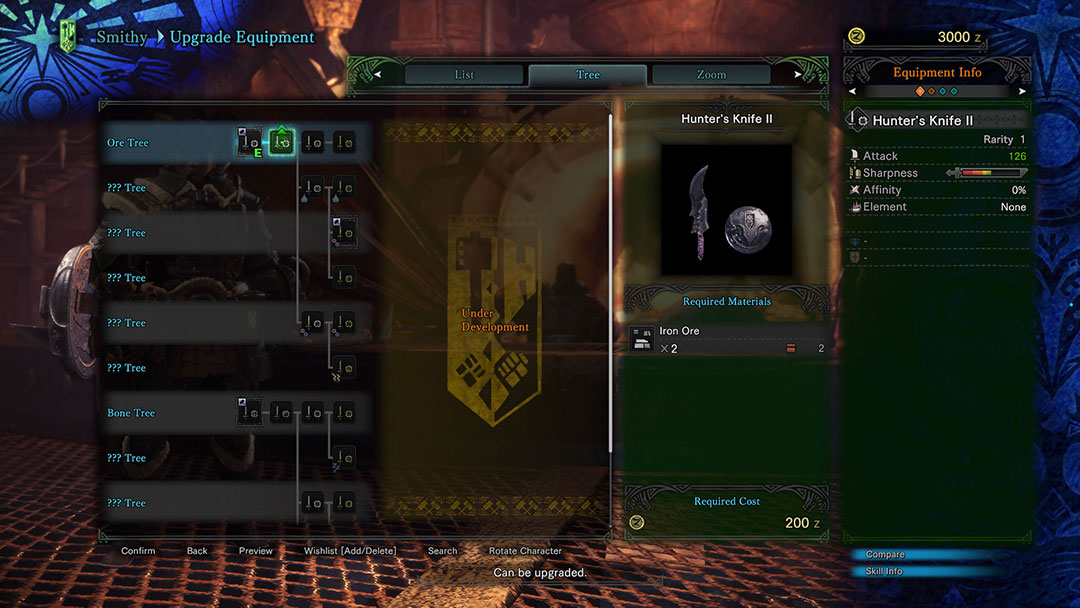 Smithy Upgrade Equipment
3000 z
List
Tree
Zoom
Equipment Info
Ore Tree
E
??? Tree
??? Tree
??? Tree
??? Tree
??? Tree
Bone Tree
??? Tree
??? Tree
Under
Development
Hunter's Knife II
Required Materials
Iron Ore
× 2
2
Required Cost
200 z
Hunter's Knife II
Rarity 1
Attack 126
Sharpness
Affinity 0%
Element None
-
-
Compare
Skill Info
Confirm Back Preview Wishlist [Add/Delete] Search Rotate Character
Can be upgraded.